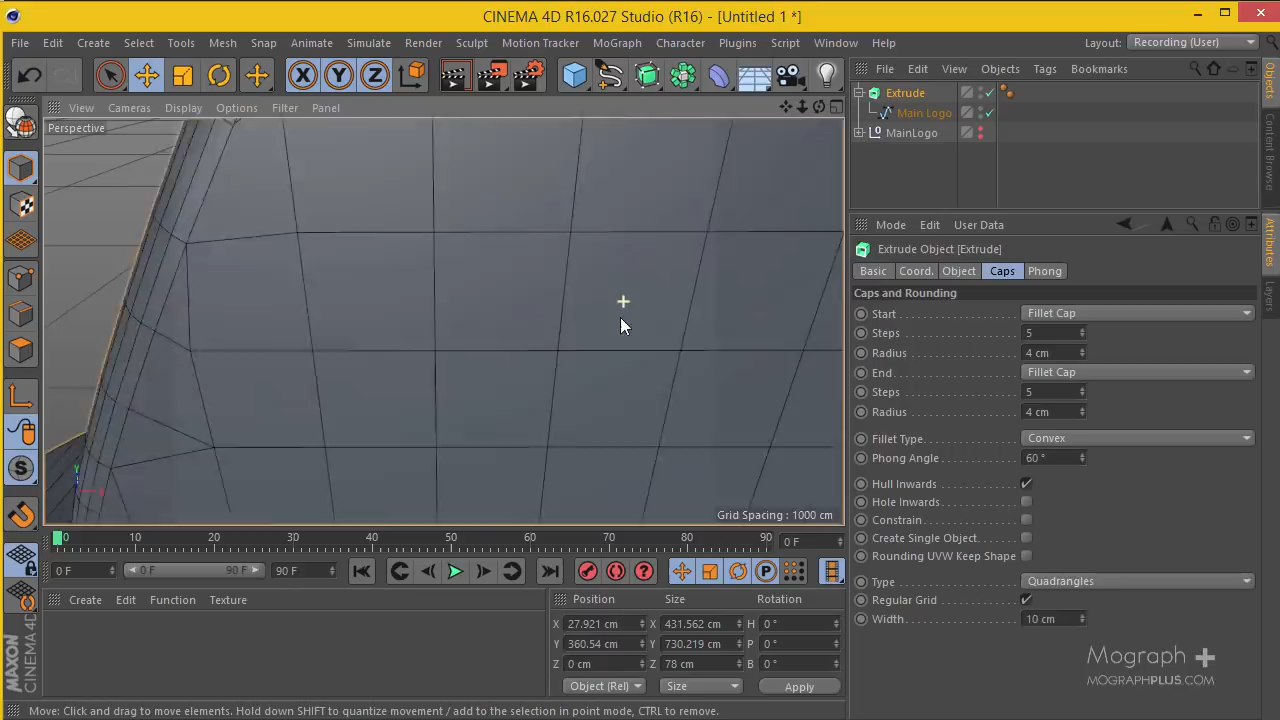 CINEMA 4D R16.027 Studio (R16) - [Untitled 1 *]
File Edit Create Select Tools Mesh Snap Animate Simulate Render Sculpt Motion Tracker MoGraph Character Plugins Script Window Help Layout: Recording (User)
X Y Z
File Edit View Objects Tags Bookmarks
Extrude
Main Logo
MainLogo
Objects
Content Browser
View Cameras Display Options Filter Panel
Perspective
Y
X
Grid Spacing : 1000 cm
Mode Edit User Data
Extrude Object [Extrude]
Basic Coord. Object Caps Phong
Caps and Rounding
Start Fillet Cap
Steps 5
Radius 4 cm
End Fillet Cap
Steps 5
Radius 4 cm
Fillet Type Convex
Phong Angle 60 °
Hull Inwards
Hole Inwards
Constrain
Create Single Object
Rounding UVW Keep Shape
Type Quadrangles
Regular Grid
Width 10 cm
Attributes
Layers
S
0 10 20 30 40 50 60 70 80 90 0 F
0 F 0 F 90 F 90 F
P
Create Edit Function Texture
Position Size Rotation
X 27.921 cm X 431.562 cm H 0 °
Y 360.54 cm Y 730.219 cm P 0 °
Z 0 cm Z 78 cm B 0 °
Object (Rel) Size Apply
MAXON
CINEMA 4D
Mograph +
MOGRAPHPLUS.COM
Move: Click and drag to move elements. Hold down SHIFT to quantize movement / add to the selection in point mode, CTRL to remove.